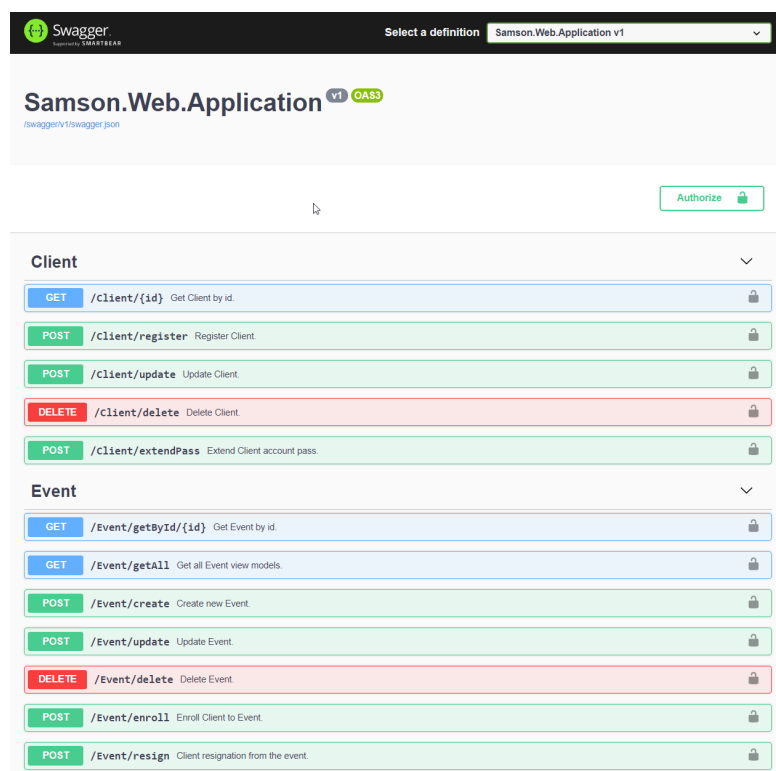 {··} Swagger. Select a definition Samson.Web.Application v1
Supported by SMARTBEAR
Samson.Web.Application v1 OAS3
/swagger/v1/swagger.json
Authorize
Client
GET /Client/{id} Get Client by id.
POST /Client/register Register Client.
POST /Client/update Update Client.
DELETE /Client/delete Delete Client.
POST /Client/extendPass Extend Client account pass.
Event
GET /Event/getById/{id} Get Event by id.
GET /Event/getAll Get all Event view models.
POST /Event/create Create new Event.
POST /Event/update Update Event.
DELETE /Event/delete Delete Event.
POST /Event/enroll Enroll Client to Event.
POST /Event/resign Client resignation from the event.